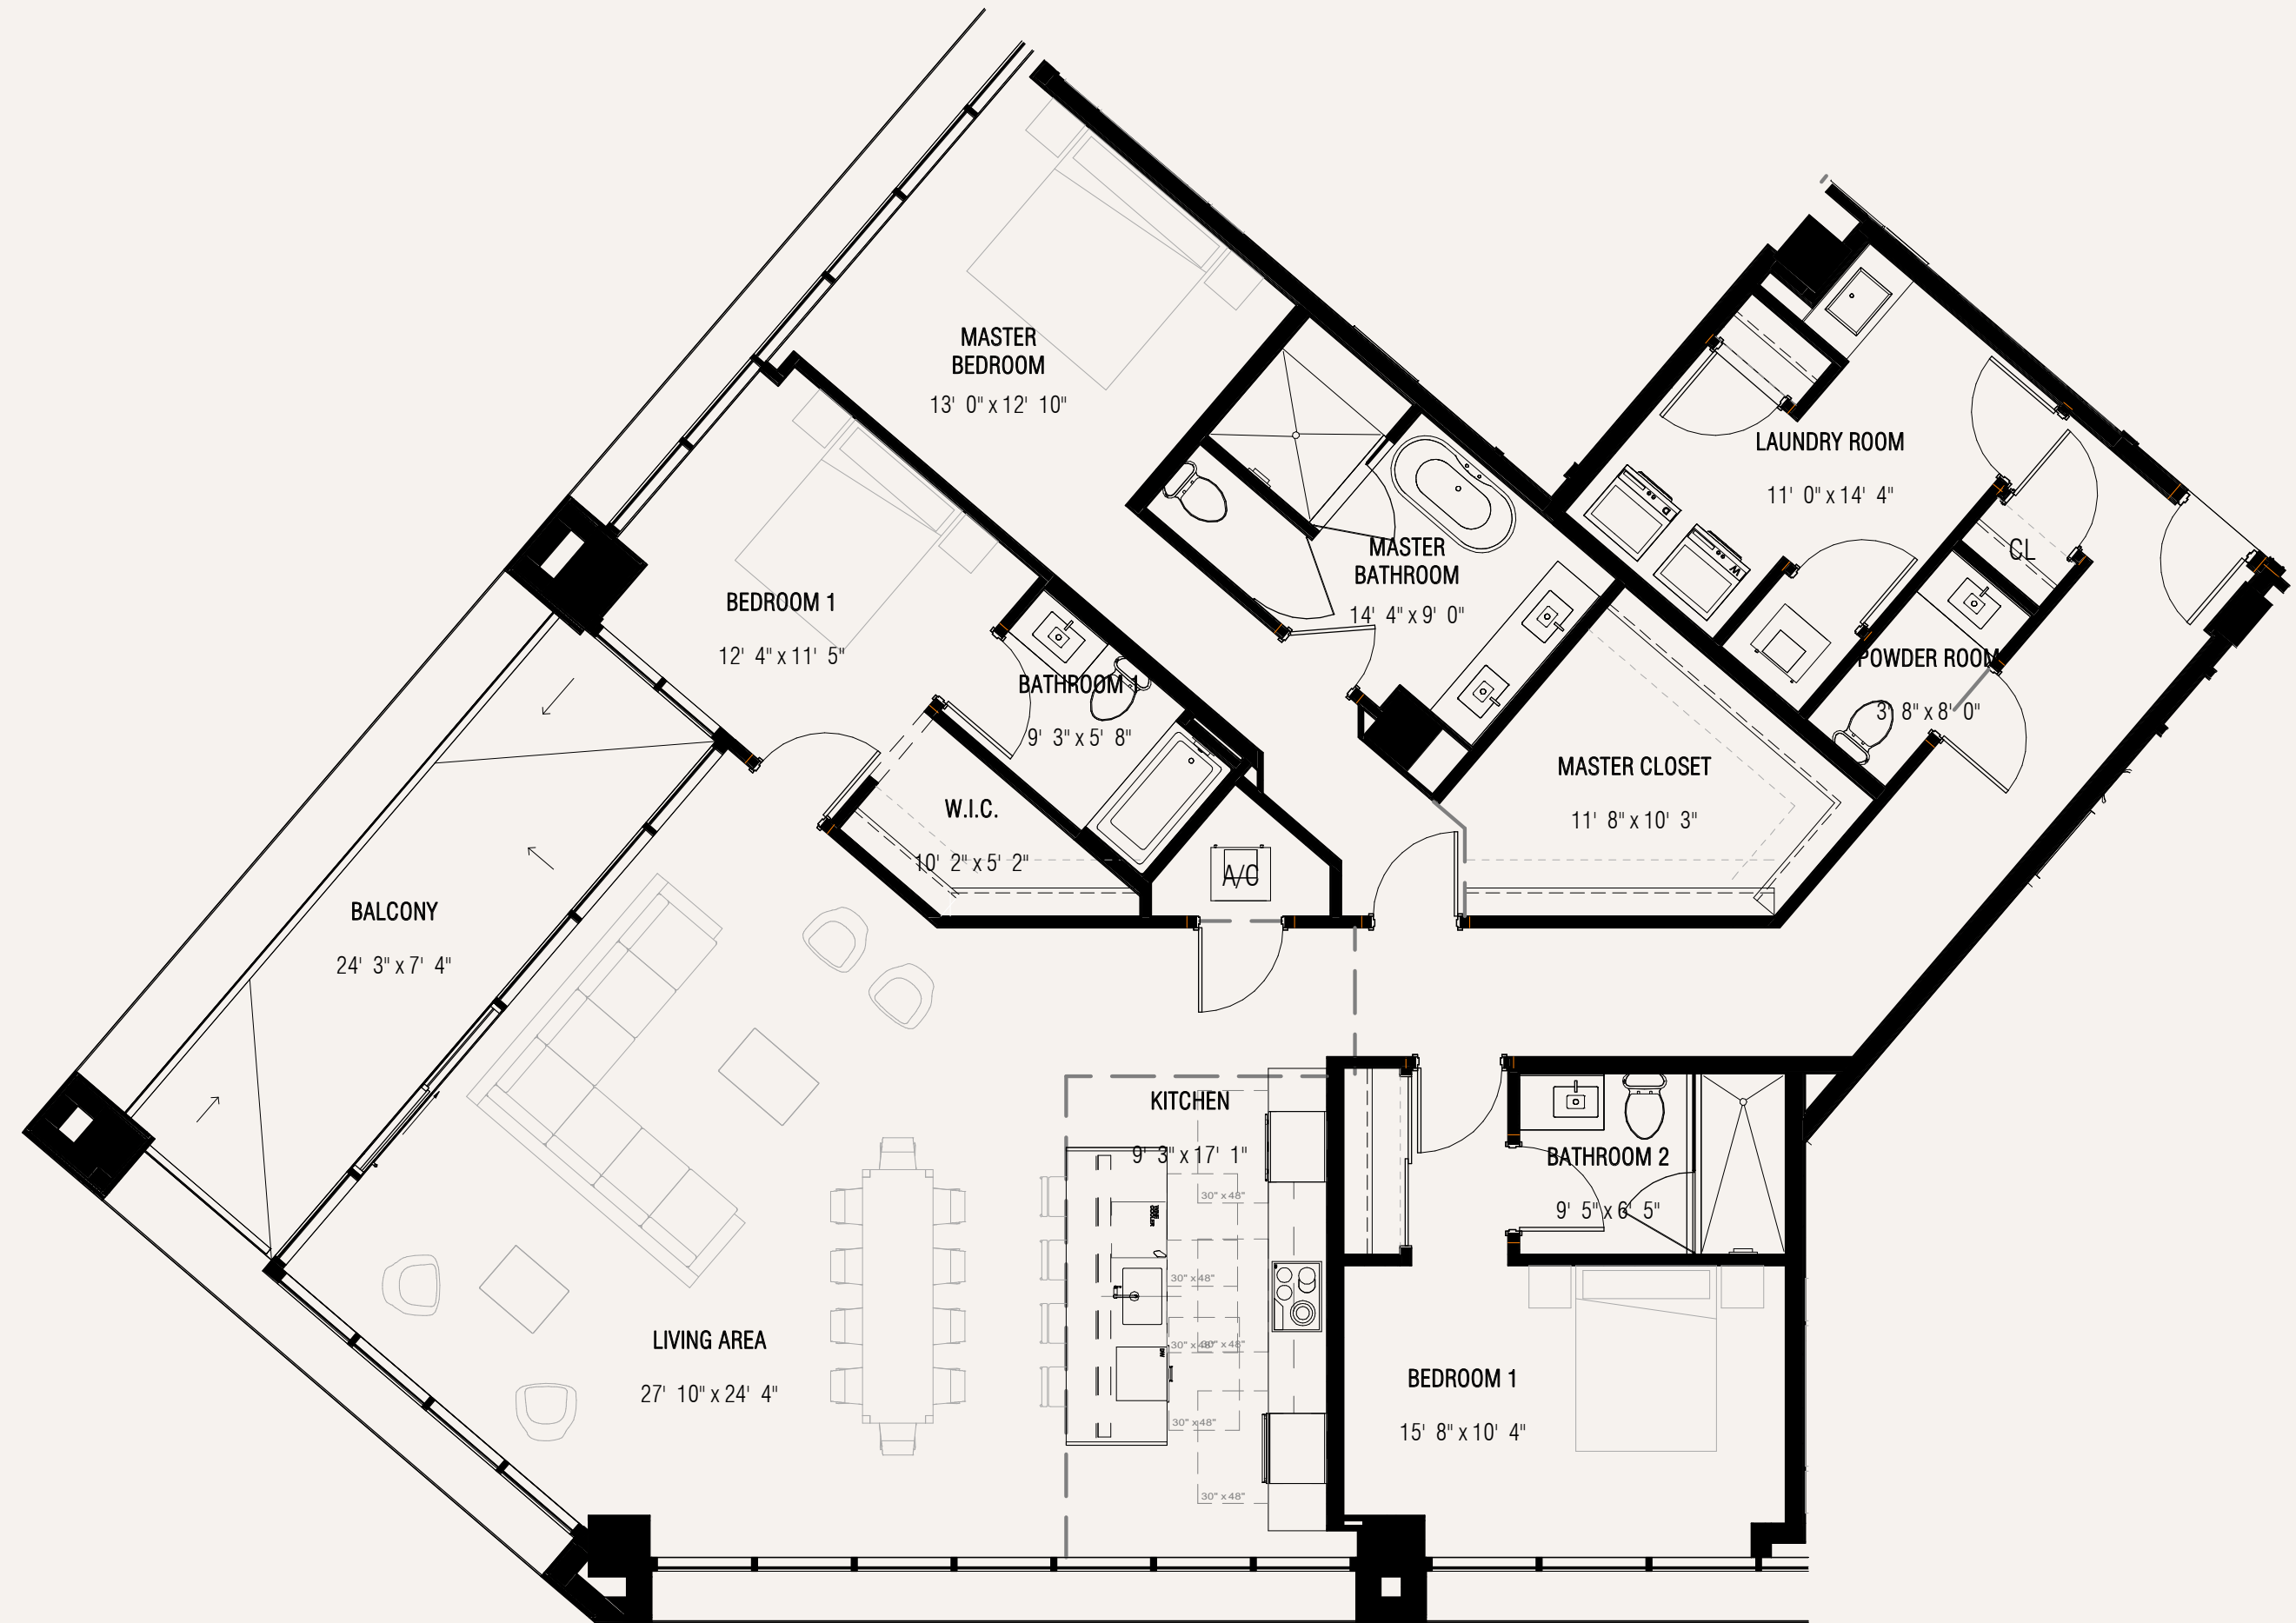 MASTER
BEDROOM
13' 0" x 12' 10"
LAUNDRY ROOM
11' 0" x 14' 4"
W
CL
MASTER
BATHROOM
14' 4" x 9' 0"
BEDROOM 1
12' 4" x 11' 5"
BATHROOM 1
9' 3" x 5' 8"
POWDER ROOM
3' 8" x 8' 0"
MASTER CLOSET
11' 8" x 10' 3"
W.I.C.
10' 2" x 5' 2"
A/C
BALCONY
24' 3" x 7' 4"
KITCHEN
9' 3" x 17' 1"
30" x 48"
30" x 48"
30" x 48"
30" x 48"
30" x 48"
30" x 48"
BATHROOM 2
9' 5" x 6' 5"
LIVING AREA
27' 10" x 24' 4"
BEDROOM 1
15' 8" x 10' 4"